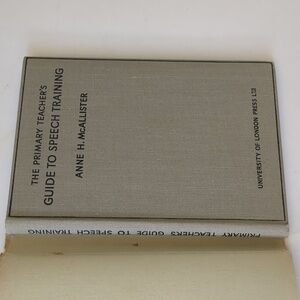 THE PRIMARY TEACHER'S
GUIDE TO SPEECH TRAINING
ANNE H. McALLISTER
UNIVERSITY OF LONDON PRESS LTD
PRIMARY TEACHER'S GUIDE TO SPEECH TRAINING